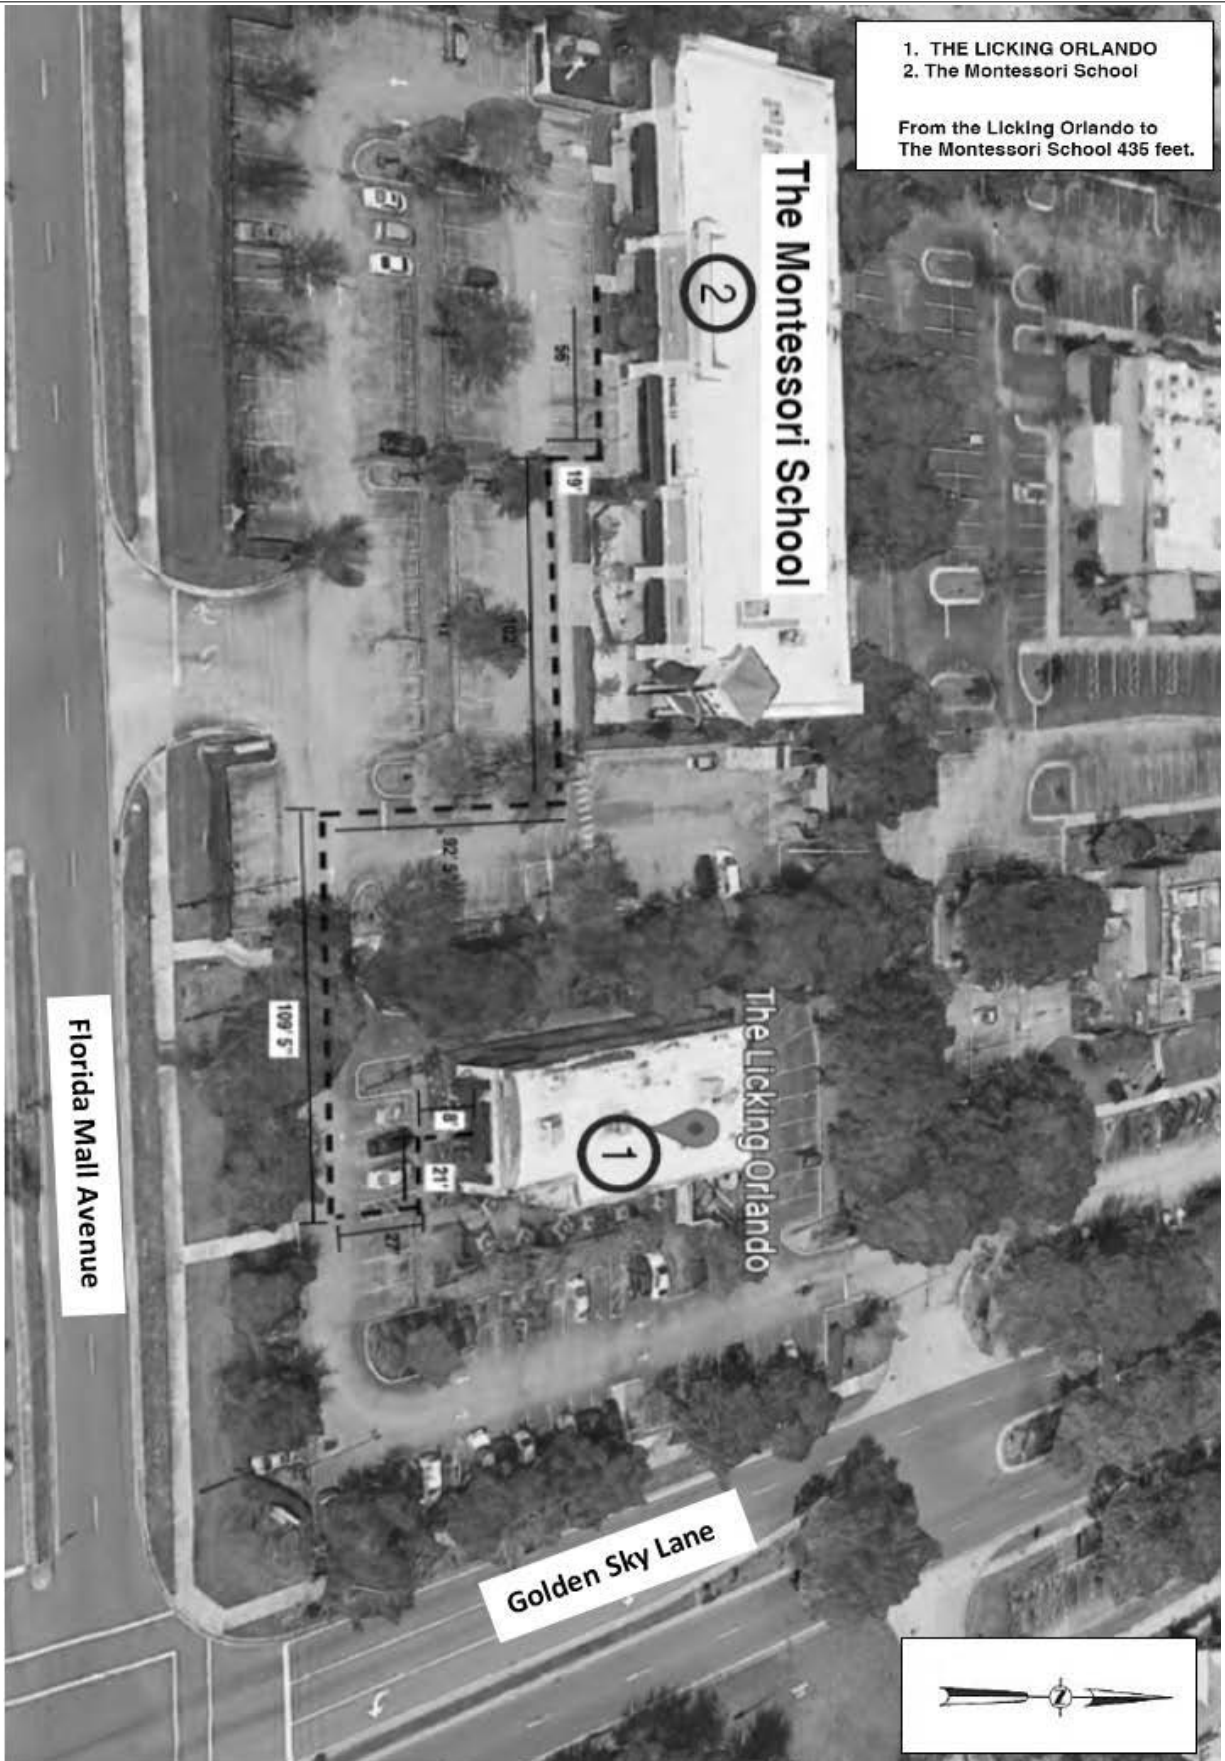 1. THE LICKING ORLANDO
2. The Montessori School
From the Licking Orlando to
The Montessori School 435 feet.
The Montessori School
2
56'
19'
102'
92' 5"
109' 5"
8'
21'
27'
1
The Licking Orlando
Florida Mall Avenue
Golden Sky Lane
N